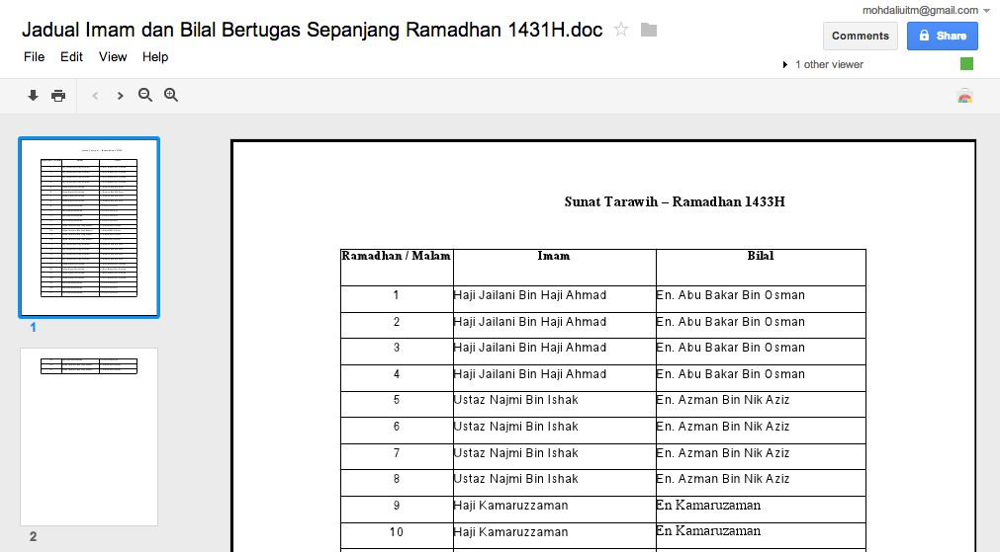 mohdaliuitm@gmail.com
Jadual Imam dan Bilal Bertugas Sepanjang Ramadhan 1431H.doc
Comments
Share
File Edit View Help
1 other viewer
Sunat Tarawih – Ramadhan 1433H
Ramadhan / Malam Imam Bilal
1 Haji Jailani Bin Haji Ahmad En. Abu Bakar Bin Osman
2 Haji Jailani Bin Haji Ahmad En. Abu Bakar Bin Osman
3 Haji Jailani Bin Haji Ahmad En. Abu Bakar Bin Osman
4 Haji Jailani Bin Haji Ahmad En. Abu Bakar Bin Osman
5 Ustaz Najmi Bin Ishak En. Azman Bin Nik Aziz
6 Ustaz Najmi Bin Ishak En. Azman Bin Nik Aziz
7 Ustaz Najmi Bin Ishak En. Azman Bin Nik Aziz
8 Ustaz Najmi Bin Ishak En. Azman Bin Nik Aziz
9 Haji Kamaruzzaman En Kamaruzaman
10 Haji Kamaruzzaman En Kamaruzaman
1
2